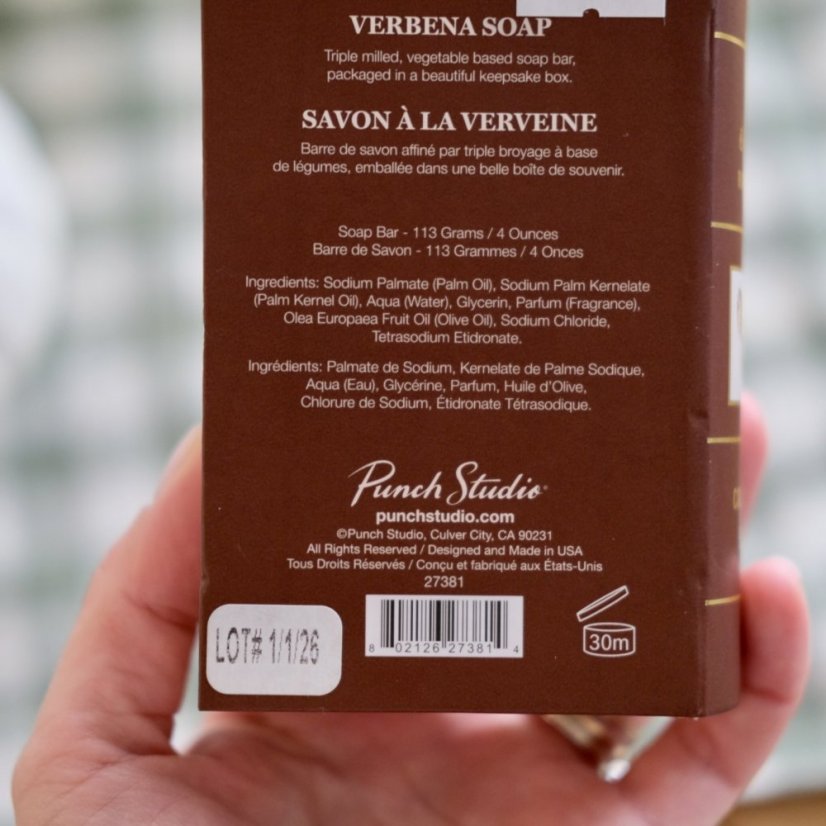 VERBENA SOAP
Triple milled, vegetable based soap bar,
packaged in a beautiful keepsake box.
SAVON À LA VERVEINE
Barre de savon affiné par triple broyage à base
de légumes, emballée dans une belle boîte de souvenir.
Soap Bar - 113 Grams / 4 Ounces
Barre de Savon - 113 Grammes / 4 Onces
Ingredients: Sodium Palmate (Palm Oil), Sodium Palm Kernelate
(Palm Kernel Oil), Aqua (Water), Glycerin, Parfum (Fragrance),
Olea Europaea Fruit Oil (Olive Oil), Sodium Chloride,
Tetrasodium Etidronate.
Ingrédients: Palmate de Sodium, Kernelate de Palme Sodique,
Aqua (Eau), Glycérine, Parfum, Huile d'Olive,
Chlorure de Sodium, Étidronate Tétrasodique.
Punch Studio®
punchstudio.com
©Punch Studio, Culver City, CA 90231
All Rights Reserved / Designed and Made in USA
Tous Droits Réservés / Conçu et fabriqué aux États-Unis
27381
LOT# 1/1/26
8 02126 27381 4
30m